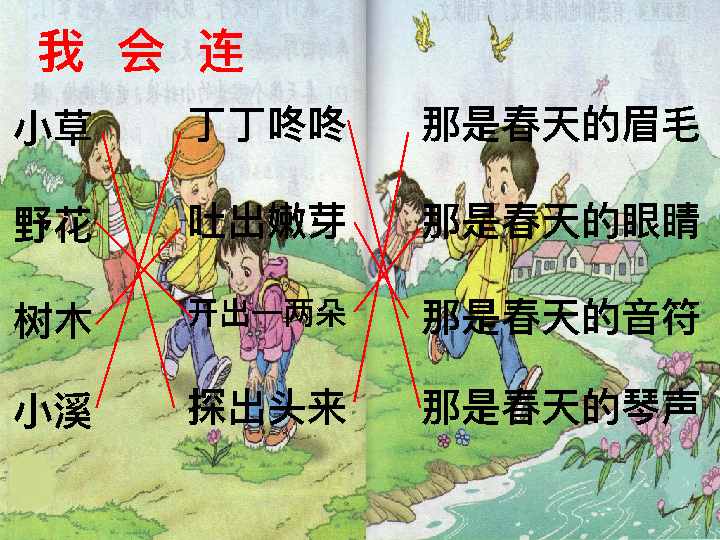 我 会 连
小草 丁丁咚咚 那是春天的眉毛
野花 吐出嫩芽 那是春天的眼睛
树木 开出一两朵 那是春天的音符
小溪 探出头来 那是春天的琴声